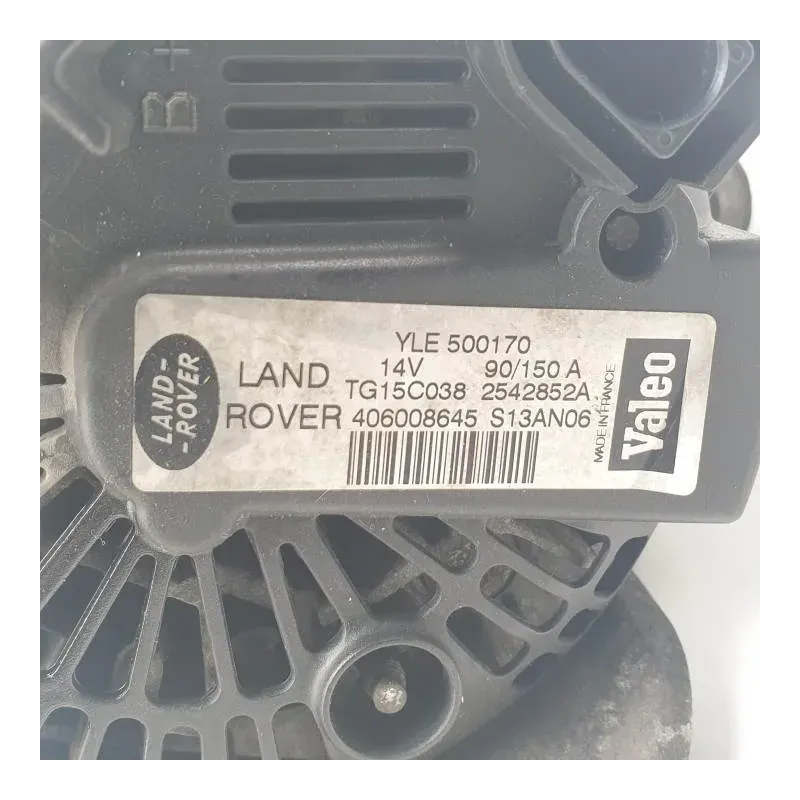 B+
LAND-
-ROVER
LAND
ROVER
YLE 500170
14V 90/150 A
TG15C038 2542852A
406008645 S13AN06
MADE IN FRANCE
Valeo